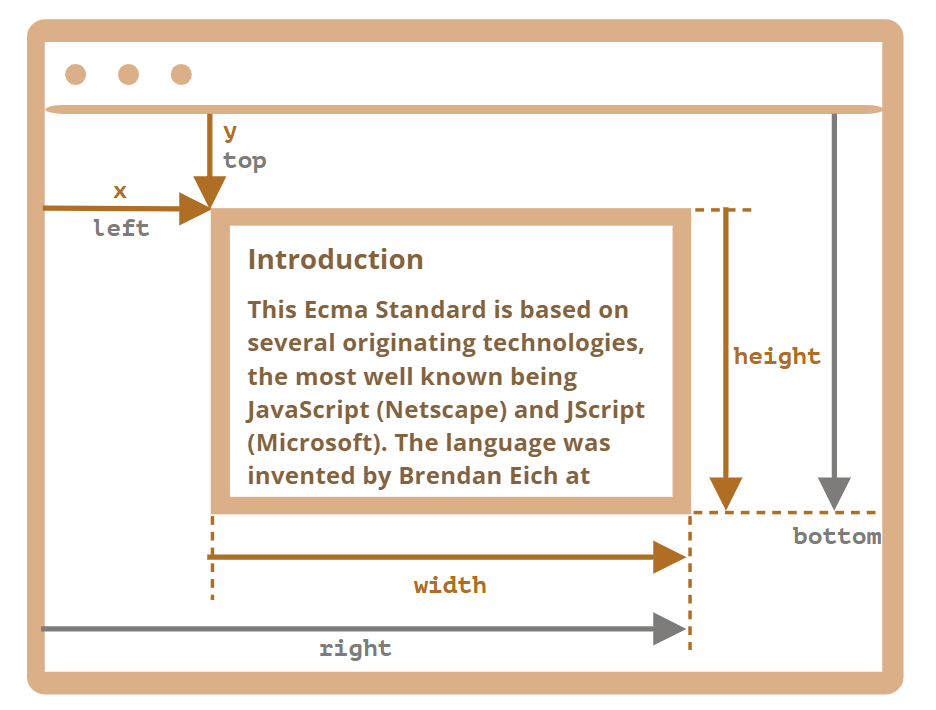 y
top
x
left
Introduction
This Ecma Standard is based on
several originating technologies,
the most well known being
JavaScript (Netscape) and JScript
(Microsoft). The language was
invented by Brendan Eich at
height
bottom
width
right